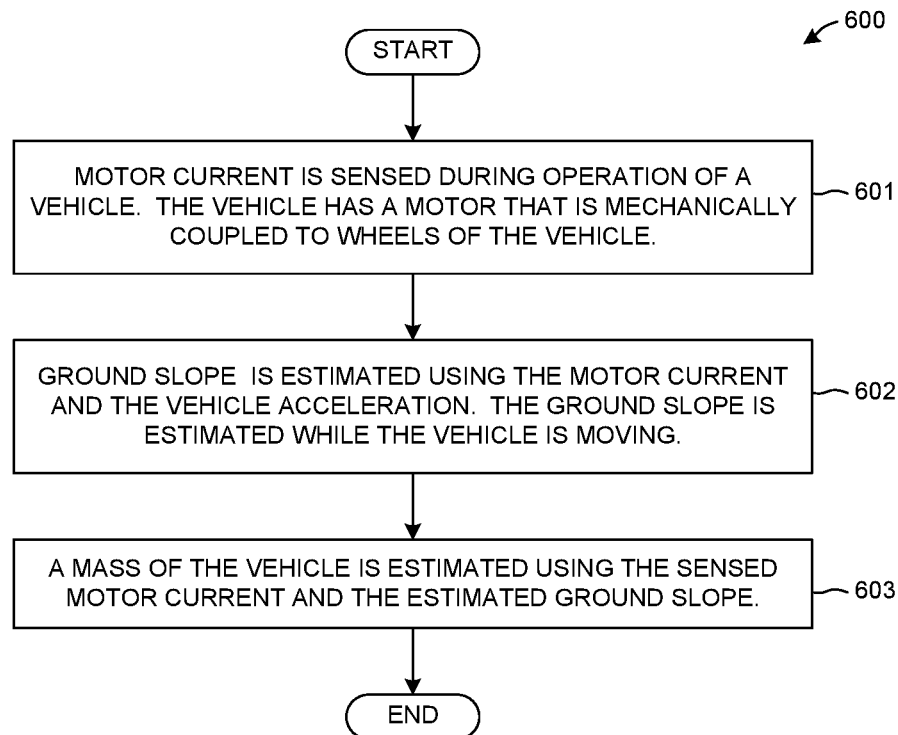 600
START
MOTOR CURRENT IS SENSED DURING OPERATION OF A
VEHICLE. THE VEHICLE HAS A MOTOR THAT IS MECHANICALLY
COUPLED TO WHEELS OF THE VEHICLE.
601
GROUND SLOPE IS ESTIMATED USING THE MOTOR CURRENT
AND THE VEHICLE ACCELERATION. THE GROUND SLOPE IS
ESTIMATED WHILE THE VEHICLE IS MOVING.
602
A MASS OF THE VEHICLE IS ESTIMATED USING THE SENSED
MOTOR CURRENT AND THE ESTIMATED GROUND SLOPE.
603
END